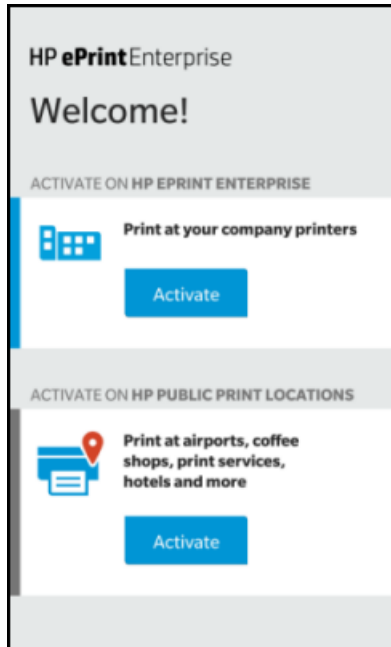 HP ePrint Enterprise
Welcome!
ACTIVATE ON HP EPRINT ENTERPRISE
Print at your company printers
Activate
ACTIVATE ON HP PUBLIC PRINT LOCATIONS
Print at airports, coffee
shops, print services,
hotels and more
Activate